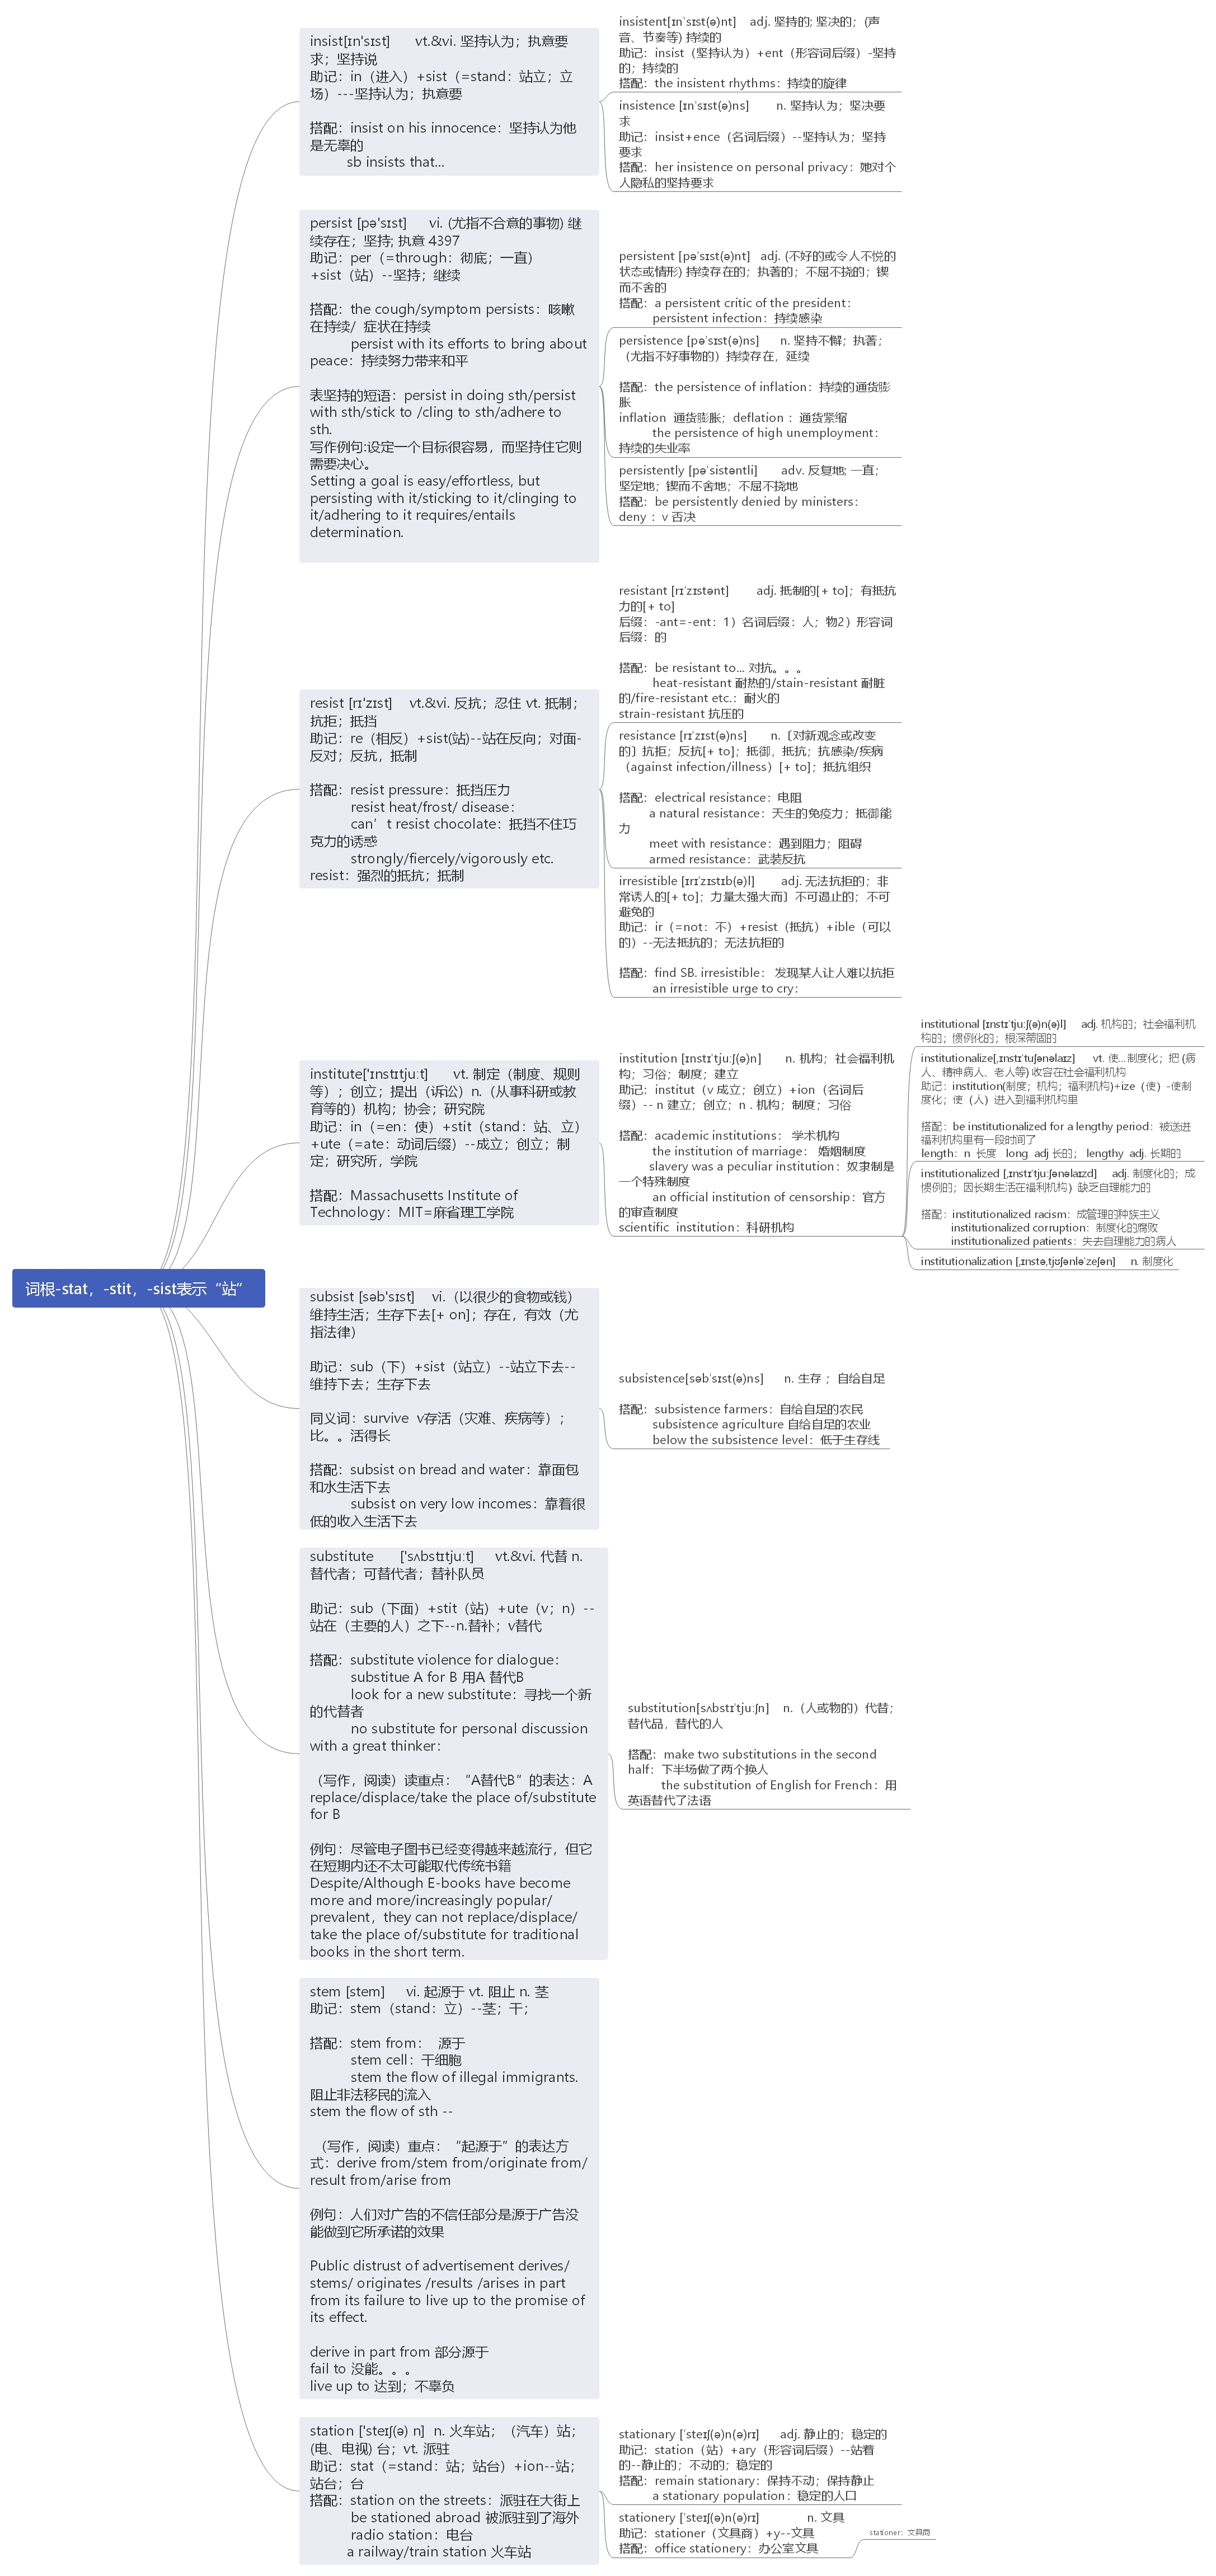 词根-stat，-stit，-sist表示“站”
insist[ɪn'sɪst] vt.&vi. 坚持认为；执意要
求；坚持说
助记：in（进入）+sist（=stand：站立；立
场）---坚持认为；执意要
搭配：insist on his innocence：坚持认为他
是无辜的
sb insists that...
insistent[ɪnˈsɪst(ə)nt] adj. 坚持的; 坚决的；(声
音、节奏等) 持续的
助记：insist（坚持认为）+ent（形容词后缀）-坚持
的；持续的
搭配：the insistent rhythms：持续的旋律
insistence [ɪnˈsɪst(ə)ns] n. 坚持认为；坚决要
求
助记：insist+ence（名词后缀）--坚持认为；坚持
要求
搭配：her insistence on personal privacy：她对个
人隐私的坚持要求
persist [pə'sɪst] vi. (尤指不合意的事物) 继
续存在；坚持; 执意 4397
助记：per（=through：彻底；一直）
+sist（站）--坚持；继续
搭配：the cough/symptom persists：咳嗽
在持续/ 症状在持续
persist with its efforts to bring about
peace：持续努力带来和平
表坚持的短语：persist in doing sth/persist
with sth/stick to /cling to sth/adhere to
sth.
写作例句:设定一个目标很容易，而坚持住它则
需要决心。
Setting a goal is easy/effortless, but
persisting with it/sticking to it/clinging to
it/adhering to it requires/entails
determination.
persistent [pəˈsɪst(ə)nt] adj. (不好的或令人不悦的
状态或情形) 持续存在的；执著的；不屈不挠的；锲
而不舍的
搭配：a persistent critic of the president：
persistent infection：持续感染
persistence [pəˈsɪst(ə)ns] n. 坚持不懈；执著；
（尤指不好事物的）持续存在，延续
搭配：the persistence of inflation：持续的通货膨
胀
inflation 通货膨胀；deflation ：通货紧缩
the persistence of high unemployment：
持续的失业率
persistently [pəˈsistəntli] adv. 反复地; 一直；
坚定地；锲而不舍地；不屈不挠地
搭配：be persistently denied by ministers：
deny ：v 否决
resist [rɪ'zɪst] vt.&vi. 反抗；忍住 vt. 抵制；
抗拒；抵挡
助记：re（相反）+sist(站)--站在反向；对面-
反对；反抗，抵制
搭配：resist pressure：抵挡压力
resist heat/frost/ disease：
can’t resist chocolate：抵挡不住巧
克力的诱惑
strongly/fiercely/vigorously etc.
resist：强烈的抵抗；抵制
resistant [rɪˈzɪstənt] adj. 抵制的[+ to]；有抵抗
力的[+ to]
后缀：-ant=-ent：1）名词后缀：人；物2）形容词
后缀：的
搭配：be resistant to... 对抗。。。
heat-resistant 耐热的/stain-resistant 耐脏
的/fire-resistant etc.：耐火的
strain-resistant 抗压的
resistance [rɪˈzɪst(ə)ns] n.〔对新观念或改变
的〕抗拒；反抗[+ to]；抵御，抵抗；抗感染/疾病
（against infection/illness）[+ to]；抵抗组织
搭配：electrical resistance：电阻
a natural resistance：天生的免疫力；抵御能
力
meet with resistance：遇到阻力；阻碍
armed resistance：武装反抗
irresistible [ɪrɪˈzɪstɪb(ə)l] adj. 无法抗拒的；非
常诱人的[+ to]；力量太强大而〕不可遏止的；不可
避免的
助记：ir（=not：不）+resist（抵抗）+ible（可以
的）--无法抵抗的；无法抗拒的
搭配：find SB. irresistible： 发现某人让人难以抗拒
an irresistible urge to cry：
institute['ɪnstɪtjuːt] vt. 制定（制度、规则
等）；创立；提出（诉讼）n.（从事科研或教
育等的）机构；协会；研究院
助记：in（=en：使）+stit（stand：站、立）
+ute（=ate：动词后缀）--成立；创立；制
定；研究所，学院
搭配：Massachusetts Institute of
Technology：MIT=麻省理工学院
institution [ɪnstɪˈtjuːʃ(ə)n] n. 机构；社会福利机
构；习俗；制度；建立
助记：institut（v 成立；创立）+ion（名词后
缀）-- n 建立；创立；n . 机构；制度；习俗
搭配：academic institutions： 学术机构
the institution of marriage： 婚姻制度
slavery was a peculiar institution：奴隶制是
一个特殊制度
an official institution of censorship：官方
的审查制度
scientific institution：科研机构
institutional [ɪnstɪˈtjuːʃ(ə)n(ə)l] adj. 机构的；社会福利机
构的；惯例化的；根深蒂固的
institutionalize[ˌɪnstɪˈtuʃənəlaɪz] vt. 使...制度化；把 (病
人、精神病人、老人等) 收容在社会福利机构
助记：institution(制度；机构；福利机构)+ize（使）-使制
度化；使（人）进入到福利机构里
搭配：be institutionalized for a lengthy period：被送进
福利机构里有一段时间了
length：n 长度 long adj 长的； lengthy adj. 长期的
institutionalized [ˌɪnstɪˈtjuːʃənəlaɪzd] adj. 制度化的；成
惯例的；因长期生活在福利机构）缺乏自理能力的
搭配：institutionalized racism：成管理的种族主义
institutionalized corruption：制度化的腐败
institutionalized patients：失去自理能力的病人
institutionalization [ˌɪnstəˌtjʊʃənləˈzeʃən] n. 制度化
subsist [səb'sɪst] vi.（以很少的食物或钱）
维持生活；生存下去[+ on]；存在，有效（尤
指法律）
助记：sub（下）+sist（站立）--站立下去--
维持下去；生存下去
同义词：survive v存活（灾难、疾病等）；
比。。活得长
搭配：subsist on bread and water：靠面包
和水生活下去
subsist on very low incomes：靠着很
低的收入生活下去
subsistence[səbˈsɪst(ə)ns] n. 生存 ；自给自足
搭配：subsistence farmers：自给自足的农民
subsistence agriculture 自给自足的农业
below the subsistence level：低于生存线
substitute ['sʌbstɪtjuːt] vt.&vi. 代替 n.
替代者；可替代者；替补队员
助记：sub（下面）+stit（站）+ute（v；n）--
站在（主要的人）之下--n.替补；v替代
搭配：substitute violence for dialogue：
substitue A for B 用A 替代B
look for a new substitute：寻找一个新
的代替者
no substitute for personal discussion
with a great thinker：
（写作，阅读）读重点：“A替代B”的表达：A
replace/displace/take the place of/substitute
for B
例句：尽管电子图书已经变得越来越流行，但它
在短期内还不太可能取代传统书籍
Despite/Although E-books have become
more and more/increasingly popular/
prevalent，they can not replace/displace/
take the place of/substitute for traditional
books in the short term.
substitution[sʌbstɪˈtjuːʃn] n.（人或物的）代替；
替代品，替代的人
搭配：make two substitutions in the second
half：下半场做了两个换人
the substitution of English for French：用
英语替代了法语
stem [stem] vi. 起源于 vt. 阻止 n. 茎
助记：stem（stand：立）--茎；干；
搭配：stem from： 源于
stem cell：干细胞
stem the flow of illegal immigrants.
阻止非法移民的流入
stem the flow of sth --
（写作，阅读）重点：“起源于”的表达方
式：derive from/stem from/originate from/
result from/arise from
例句：人们对广告的不信任部分是源于广告没
能做到它所承诺的效果
Public distrust of advertisement derives/
stems/ originates /results /arises in part
from its failure to live up to the promise of
its effect.
derive in part from 部分源于
fail to 没能。。。
live up to 达到；不辜负
station ['steɪʃ(ə) n] n. 火车站；（汽车）站；
(电、电视) 台；vt. 派驻
助记：stat（=stand：站；站台）+ion--站；
站台；台
搭配：station on the streets：派驻在大街上
be stationed abroad 被派驻到了海外
radio station：电台
a railway/train station 火车站
stationary [ˈsteɪʃ(ə)n(ə)rɪ] adj. 静止的；稳定的
助记：station（站）+ary（形容词后缀）--站着
的--静止的；不动的；稳定的
搭配：remain stationary：保持不动；保持静止
a stationary population：稳定的人口
stationery [ˈsteɪʃ(ə)n(ə)rɪ] n. 文具
助记：stationer（文具商）+y--文具
搭配：office stationery：办公室文具
stationer：文具商